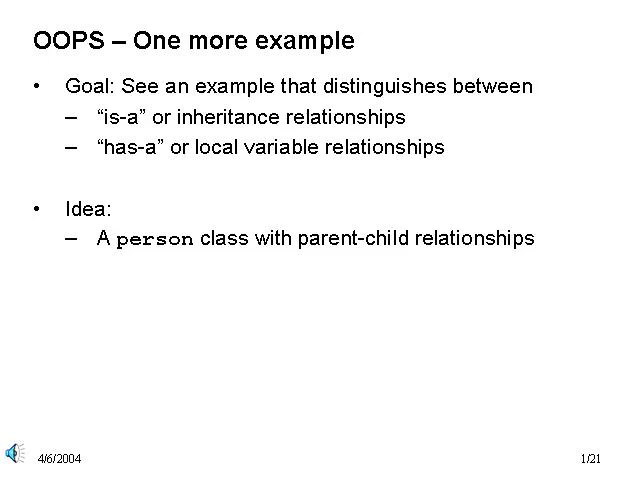 OOPS – One more example
• Goal: See an example that distinguishes between
– “is-a” or inheritance relationships
– “has-a” or local variable relationships
• Idea:
– A person class with parent-child relationships
4/6/2004
1/21